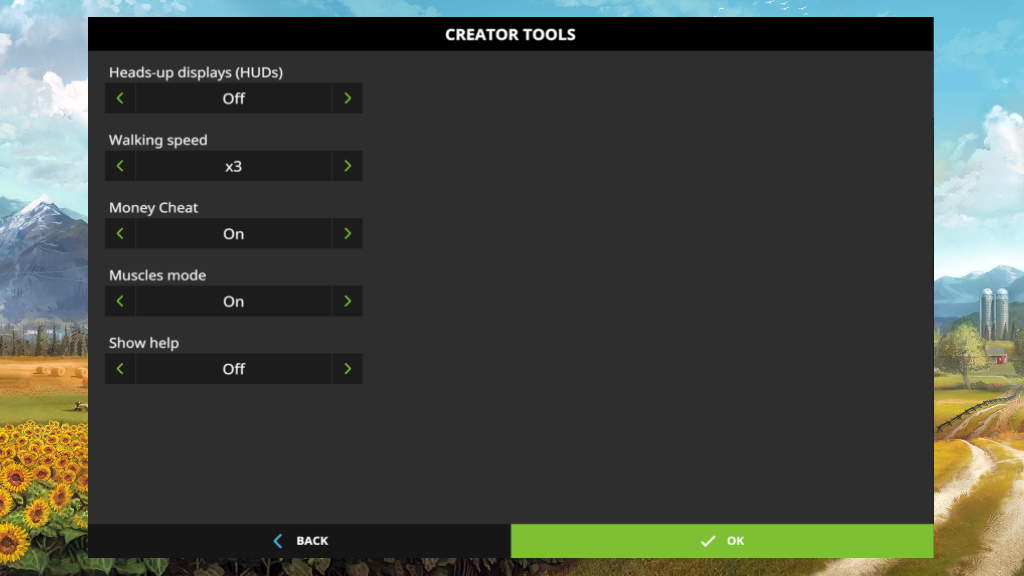 CREATOR TOOLS
Heads-up displays (HUDs)
Off
Walking speed
x3
Money Cheat
On
Muscles mode
On
Show help
Off
BACK
OK